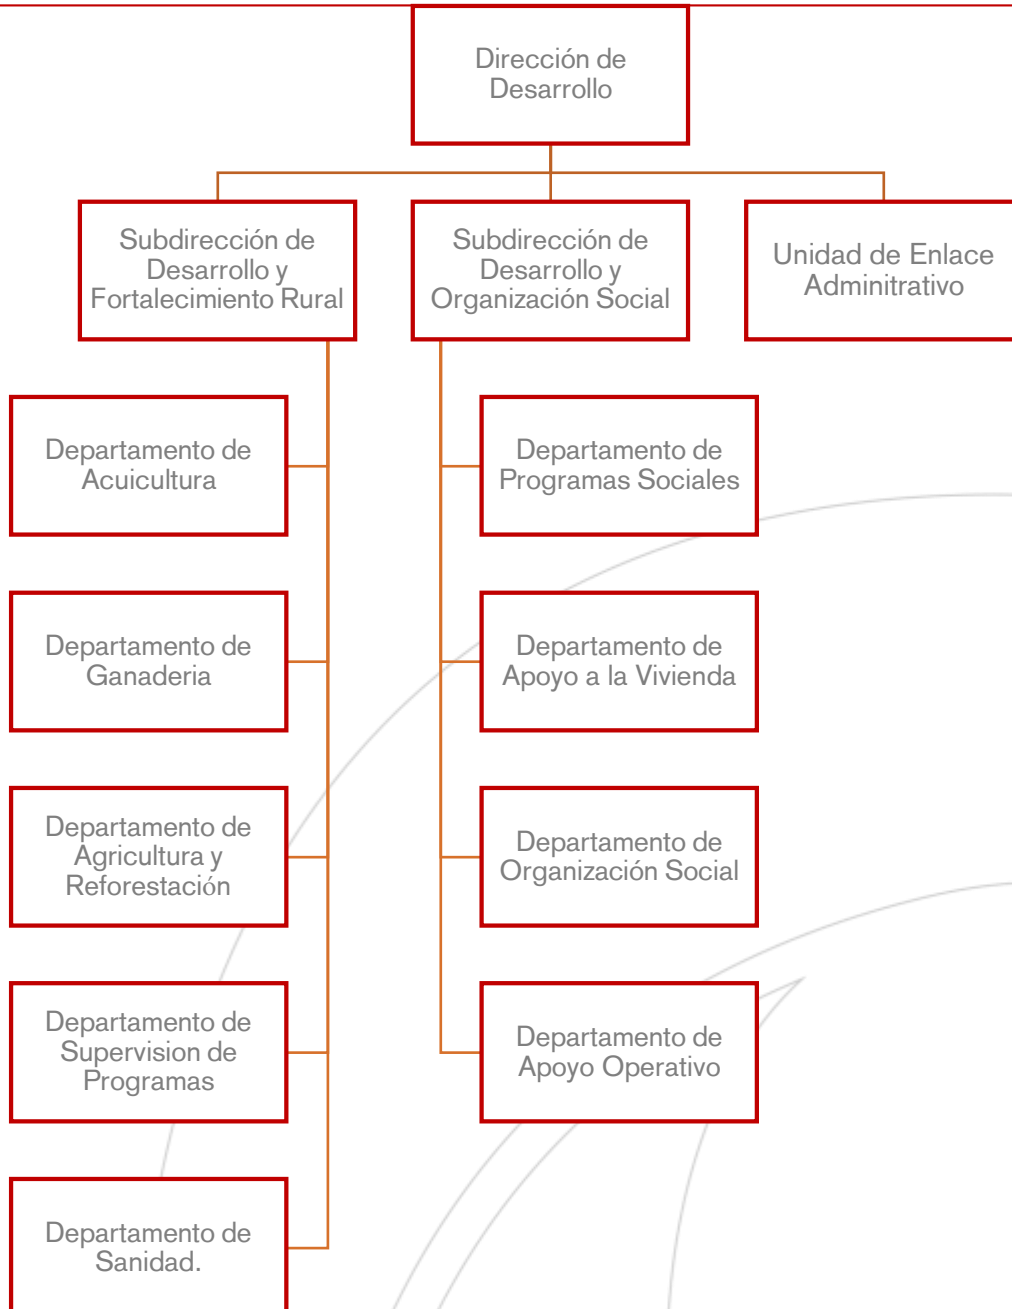 Dirección de
Desarrollo
Subdirección de
Desarrollo y
Fortalecimiento Rural
Subdirección de
Desarrollo y
Organización Social
Unidad de Enlace
Adminitrativo
Departamento de
Acuicultura
Departamento de
Programas Sociales
Departamento de
Ganaderia
Departamento de
Apoyo a la Vivienda
Departamento de
Agricultura y
Reforestación
Departamento de
Organización Social
Departamento de
Supervision de
Programas
Departamento de
Apoyo Operativo
Departamento de
Sanidad.